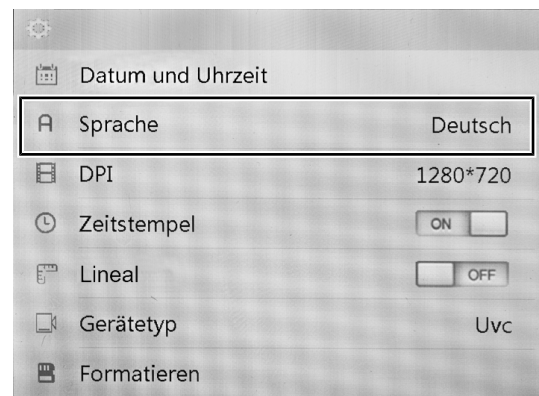 Datum und Uhrzeit
Sprache Deutsch
DPI 1280*720
Zeitstempel ON
Lineal OFF
Gerätetyp Uvc
Formatieren